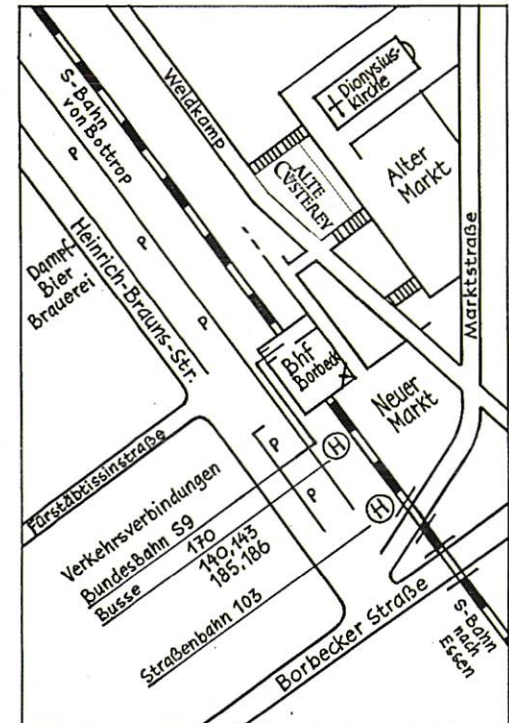 S-Bahn
von Bottrop
Weidkamp
Dionysius-
kirche
ALTE
CÜSTEREY
Alter
Markt
Marktstraße
P
P
P
Dampf-
Bier
Brauerei
Heinrich-Brauns-Str.
Bhf
Borbeck
Neuer
Markt
Fürstäbtissinstraße
P
P
H
H
Verkehrsverbindungen
Bundesbahn S9
Busse 170
140,143
185,186
Straßenbahn 103
Borbecker Straße
S-Bahn
nach
Essen